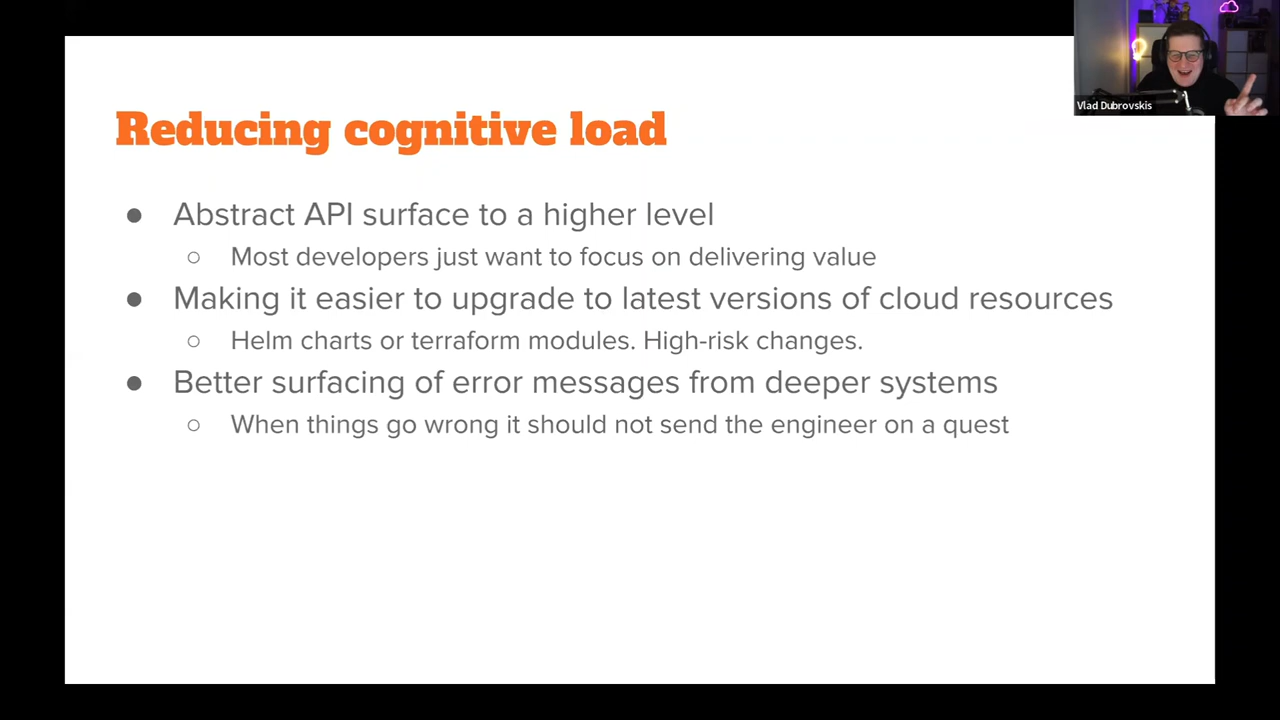 Vlad Dubrovskis
Reducing cognitive load
● Abstract API surface to a higher level
○ Most developers just want to focus on delivering value
● Making it easier to upgrade to latest versions of cloud resources
○ Helm charts or terraform modules. High-risk changes.
● Better surfacing of error messages from deeper systems
○ When things go wrong it should not send the engineer on a quest